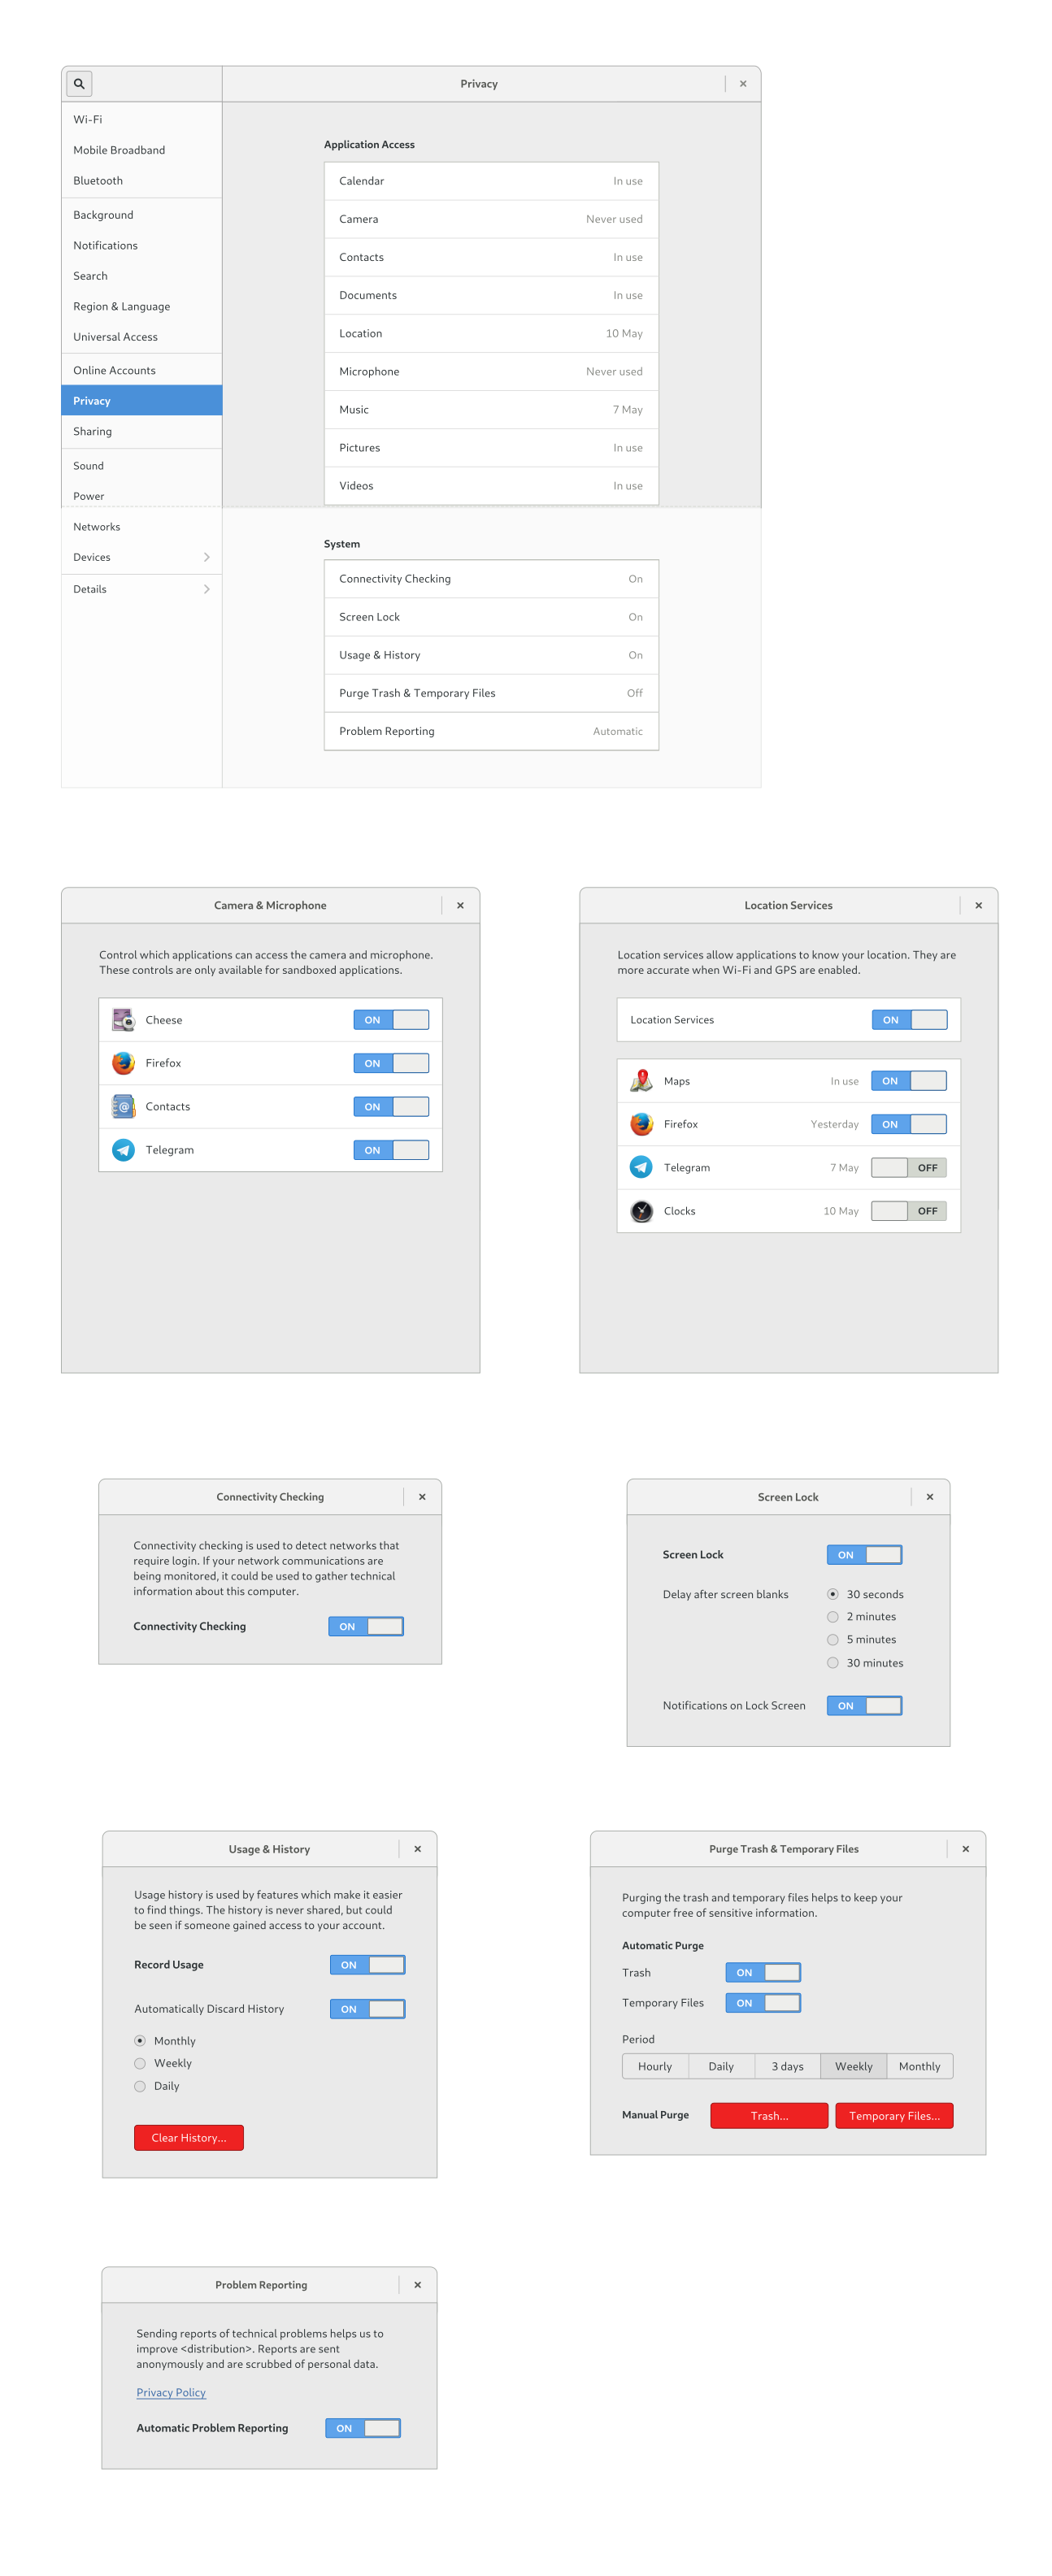 Privacy
Wi-Fi
Mobile Broadband
Bluetooth
Background
Notifications
Search
Region & Language
Universal Access
Online Accounts
Privacy
Sharing
Sound
Power
Networks
Devices
Details
Application Access
Calendar In use
Camera Never used
Contacts In use
Documents In use
Location 10 May
Microphone Never used
Music 7 May
Pictures In use
Videos In use
System
Connectivity Checking On
Screen Lock On
Usage & History On
Purge Trash & Temporary Files Off
Problem Reporting Automatic
Camera & Microphone
Control which applications can access the camera and microphone.
These controls are only available for sandboxed applications.
Cheese ON
Firefox ON
Contacts ON
Telegram ON
Location Services
Location services allow applications to know your location. They are
more accurate when Wi-Fi and GPS are enabled.
Location Services ON
Maps In use ON
Firefox Yesterday ON
Telegram 7 May OFF
Clocks 10 May OFF
Connectivity Checking
Connectivity checking is used to detect networks that
require login. If your network communications are
being monitored, it could be used to gather technical
information about this computer.
Connectivity Checking ON
Screen Lock
Screen Lock ON
Delay after screen blanks 30 seconds
2 minutes
5 minutes
30 minutes
Notifications on Lock Screen ON
Usage & History
Usage history is used by features which make it easier
to find things. The history is never shared, but could
be seen if someone gained access to your account.
Record Usage ON
Automatically Discard History ON
Monthly
Weekly
Daily
Clear History...
Purge Trash & Temporary Files
Purging the trash and temporary files helps to keep your
computer free of sensitive information.
Automatic Purge
Trash ON
Temporary Files ON
Period
Hourly Daily 3 days Weekly Monthly
Manual Purge Trash... Temporary Files...
Problem Reporting
Sending reports of technical problems helps us to
improve <distribution>. Reports are sent
anonymously and are scrubbed of personal data.
Privacy Policy
Automatic Problem Reporting ON